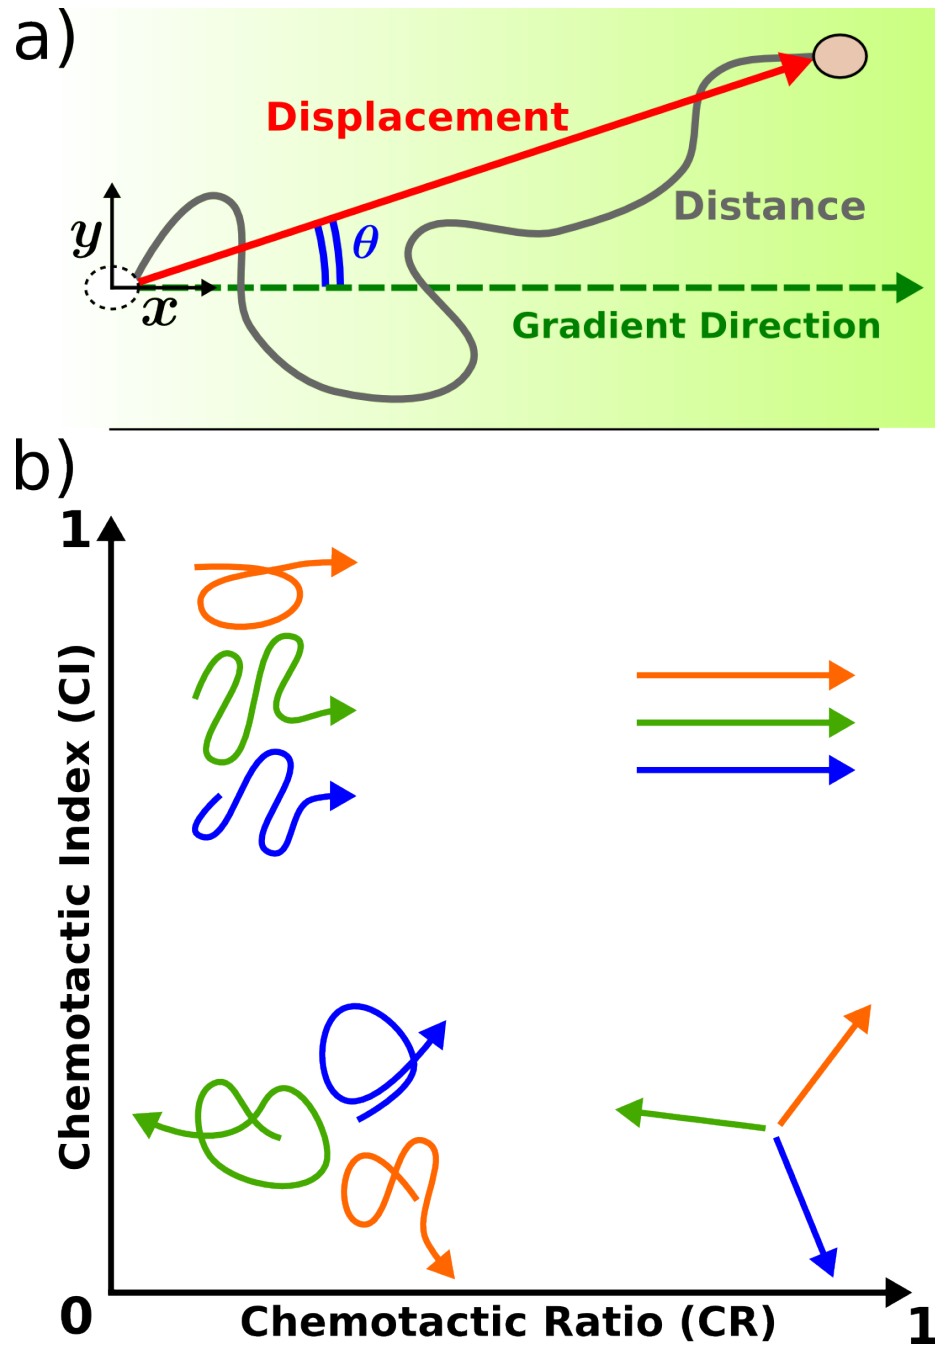 a)
Displacement
y
θ
Distance
x
Gradient Direction
b)
1
Chemotactic Index (CI)
0
Chemotactic Ratio (CR)
1